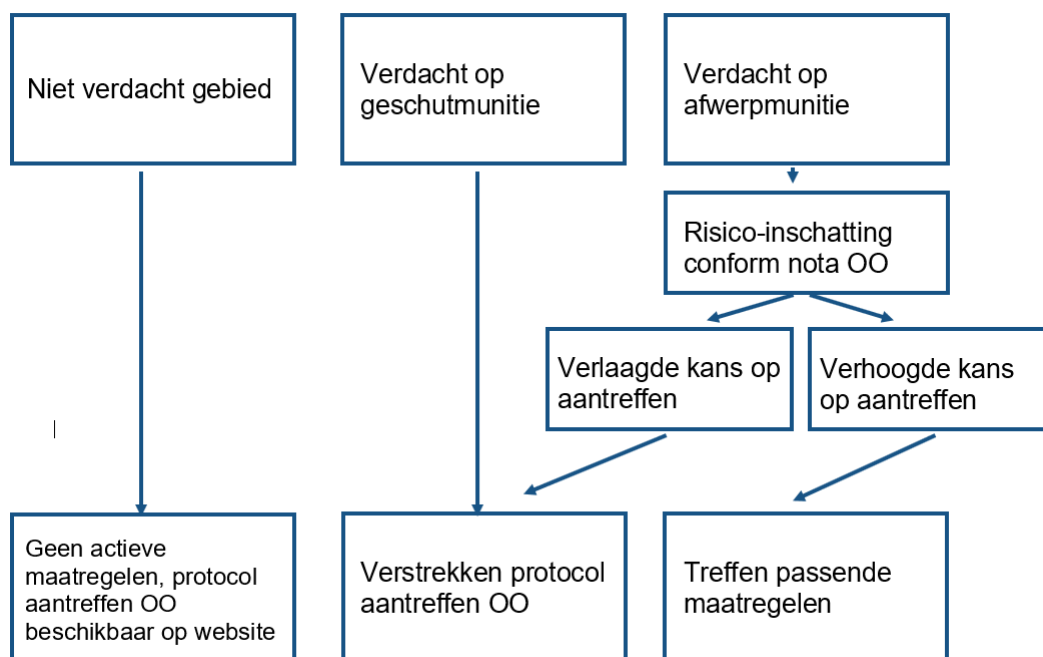 Niet verdacht gebied
Verdacht op
geschutmunitie
Verdacht op
afwerpmunitie
Risico-inschatting
conform nota OO
Verlaagde kans op
aantreffen
Verhoogde kans
op aantreffen
Geen actieve
maatregelen, protocol
aantreffen OO
beschikbaar op website
Verstrekken protocol
aantreffen OO
Treffen passende
maatregelen